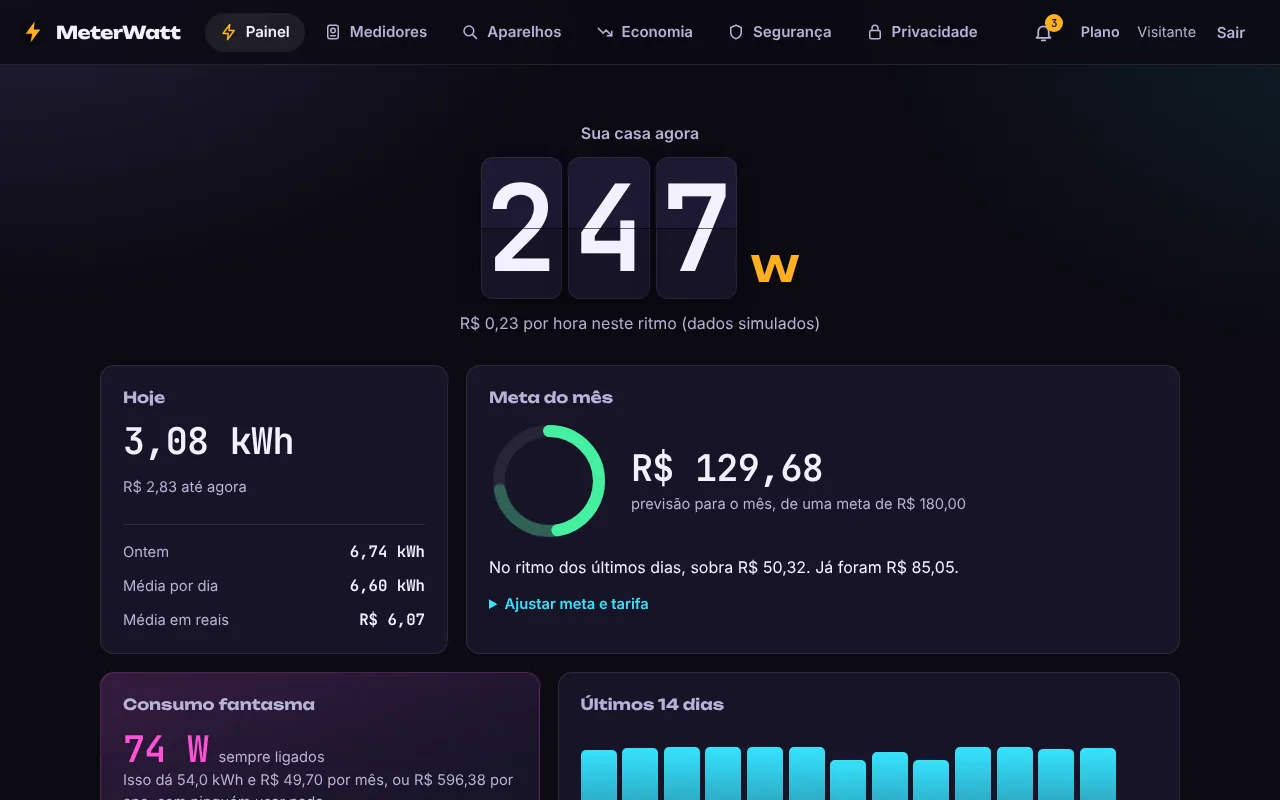 MeterWatt Painel Medidores Aparelhos Economia Segurança Privacidade 3 Plano Visitante Sair
Sua casa agora
247 W
R$ 0,23 por hora neste ritmo (dados simulados)
Hoje
3,08 kWh
R$ 2,83 até agora
Ontem 6,74 kWh
Média por dia 6,60 kWh
Média em reais R$ 6,07
Meta do mês
R$ 129,68
previsão para o mês, de uma meta de R$ 180,00
No ritmo dos últimos dias, sobra R$ 50,32. Já foram R$ 85,05.
Ajustar meta e tarifa
Consumo fantasma
74 W sempre ligados
Isso dá 54,0 kWh e R$ 49,70 por mês, ou R$ 596,38 por
Últimos 14 dias